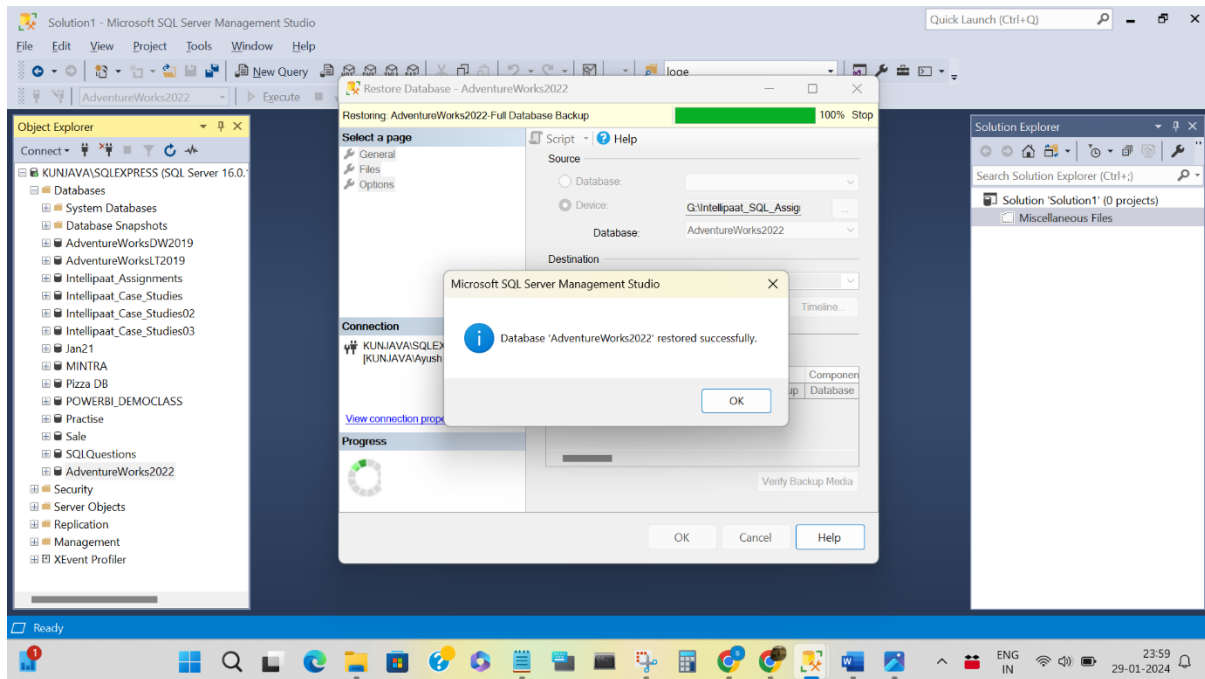 Solution1 - Microsoft SQL Server Management Studio
Quick Launch (Ctrl+Q)
File Edit View Project Tools Window Help
New Query
loge
AdventureWorks2022
Execute
Object Explorer
Connect
KUNJAVA\SQLEXPRESS (SQL Server 16.0.
Databases
System Databases
Database Snapshots
AdventureWorksDW2019
AdventureWorksLT2019
Intellipaat_Assignments
Intellipaat_Case_Studies
Intellipaat_Case_Studies02
Intellipaat_Case_Studies03
Jan21
MINTRA
Pizza DB
POWERBI_DEMOCLASS
Practise
Sale
SQLQuestions
AdventureWorks2022
Security
Server Objects
Replication
Management
XEvent Profiler
Restore Database - AdventureWorks2022
Restoring: AdventureWorks2022-Full Database Backup
100% Stop
Select a page
General
Files
Options
Script Help
Source
Database:
Device:
G:\Intellipaat_SQL_Assig
...
Database:
AdventureWorks2022
Destination
Timeline...
Microsoft SQL Server Management Studio
Database 'AdventureWorks2022' restored successfully.
OK
Connection
KUNJAVA\SQLEX
[KUNJAVA\Ayush
View connection prope
Componen
up Database
Progress
Verify Backup Media
OK Cancel Help
Solution Explorer
Search Solution Explorer (Ctrl+;)
Solution 'Solution1' (0 projects)
Miscellaneous Files
Ready
1
ENG
IN
23:59
29-01-2024